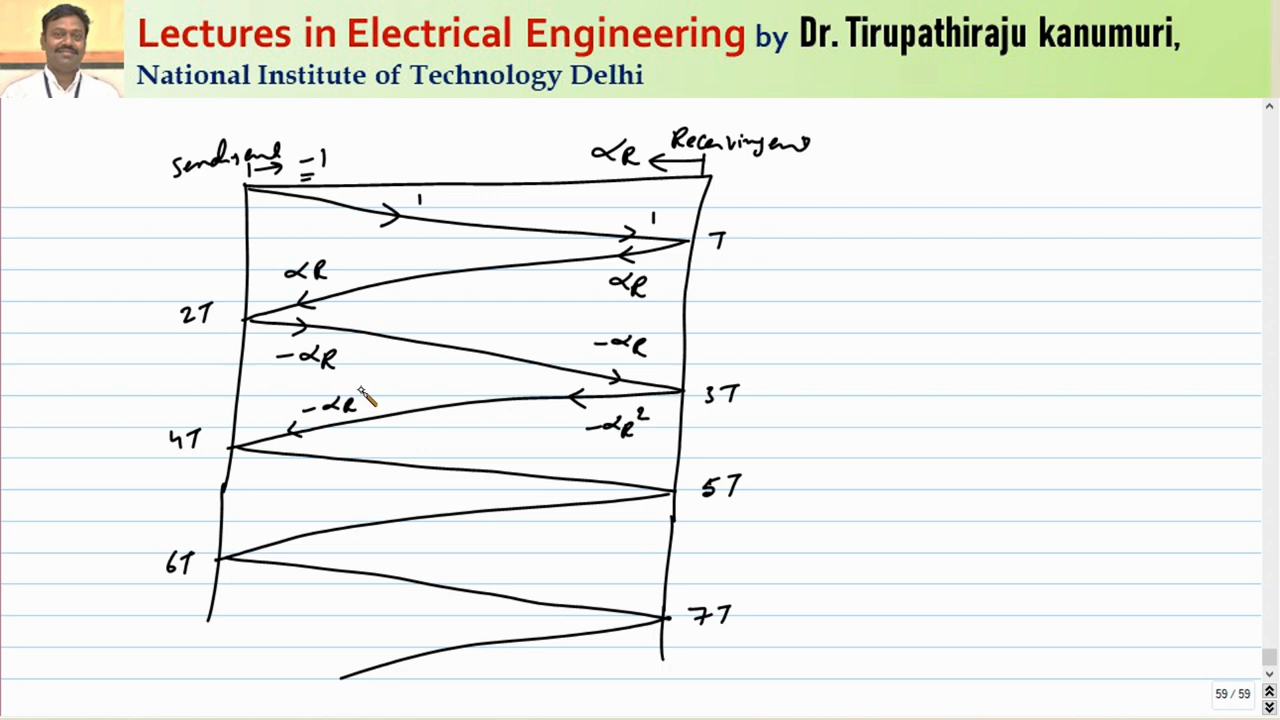 Lectures in Electrical Engineering by Dr. Tirupathiraju kanumuri,
National Institute of Technology Delhi
Receiving end
Sending end
→ -1
αR
1
1
T
αR
αR
2T
-αR
-αR
3T
-αR
-αR²
4T
5T
6T
7T
59 / 59